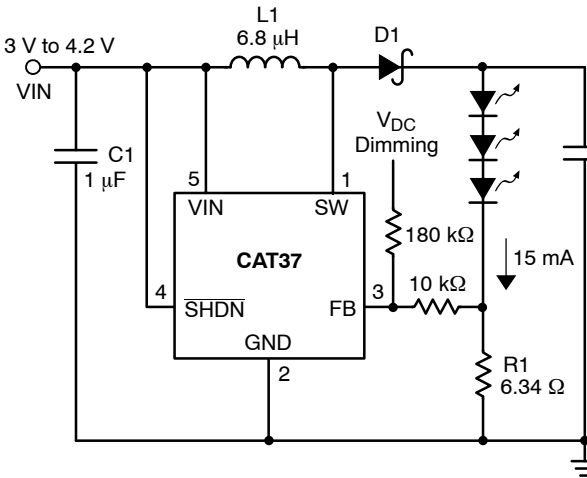 L1
6.8 μH
D1
3 V to 4.2 V
VIN
C1
1 μF
VDC
Dimming
5
1
VIN
SW
180 kΩ
CAT37
15 mA
10 kΩ
4
SHDN
FB
3
GND
2
R1
6.34 Ω